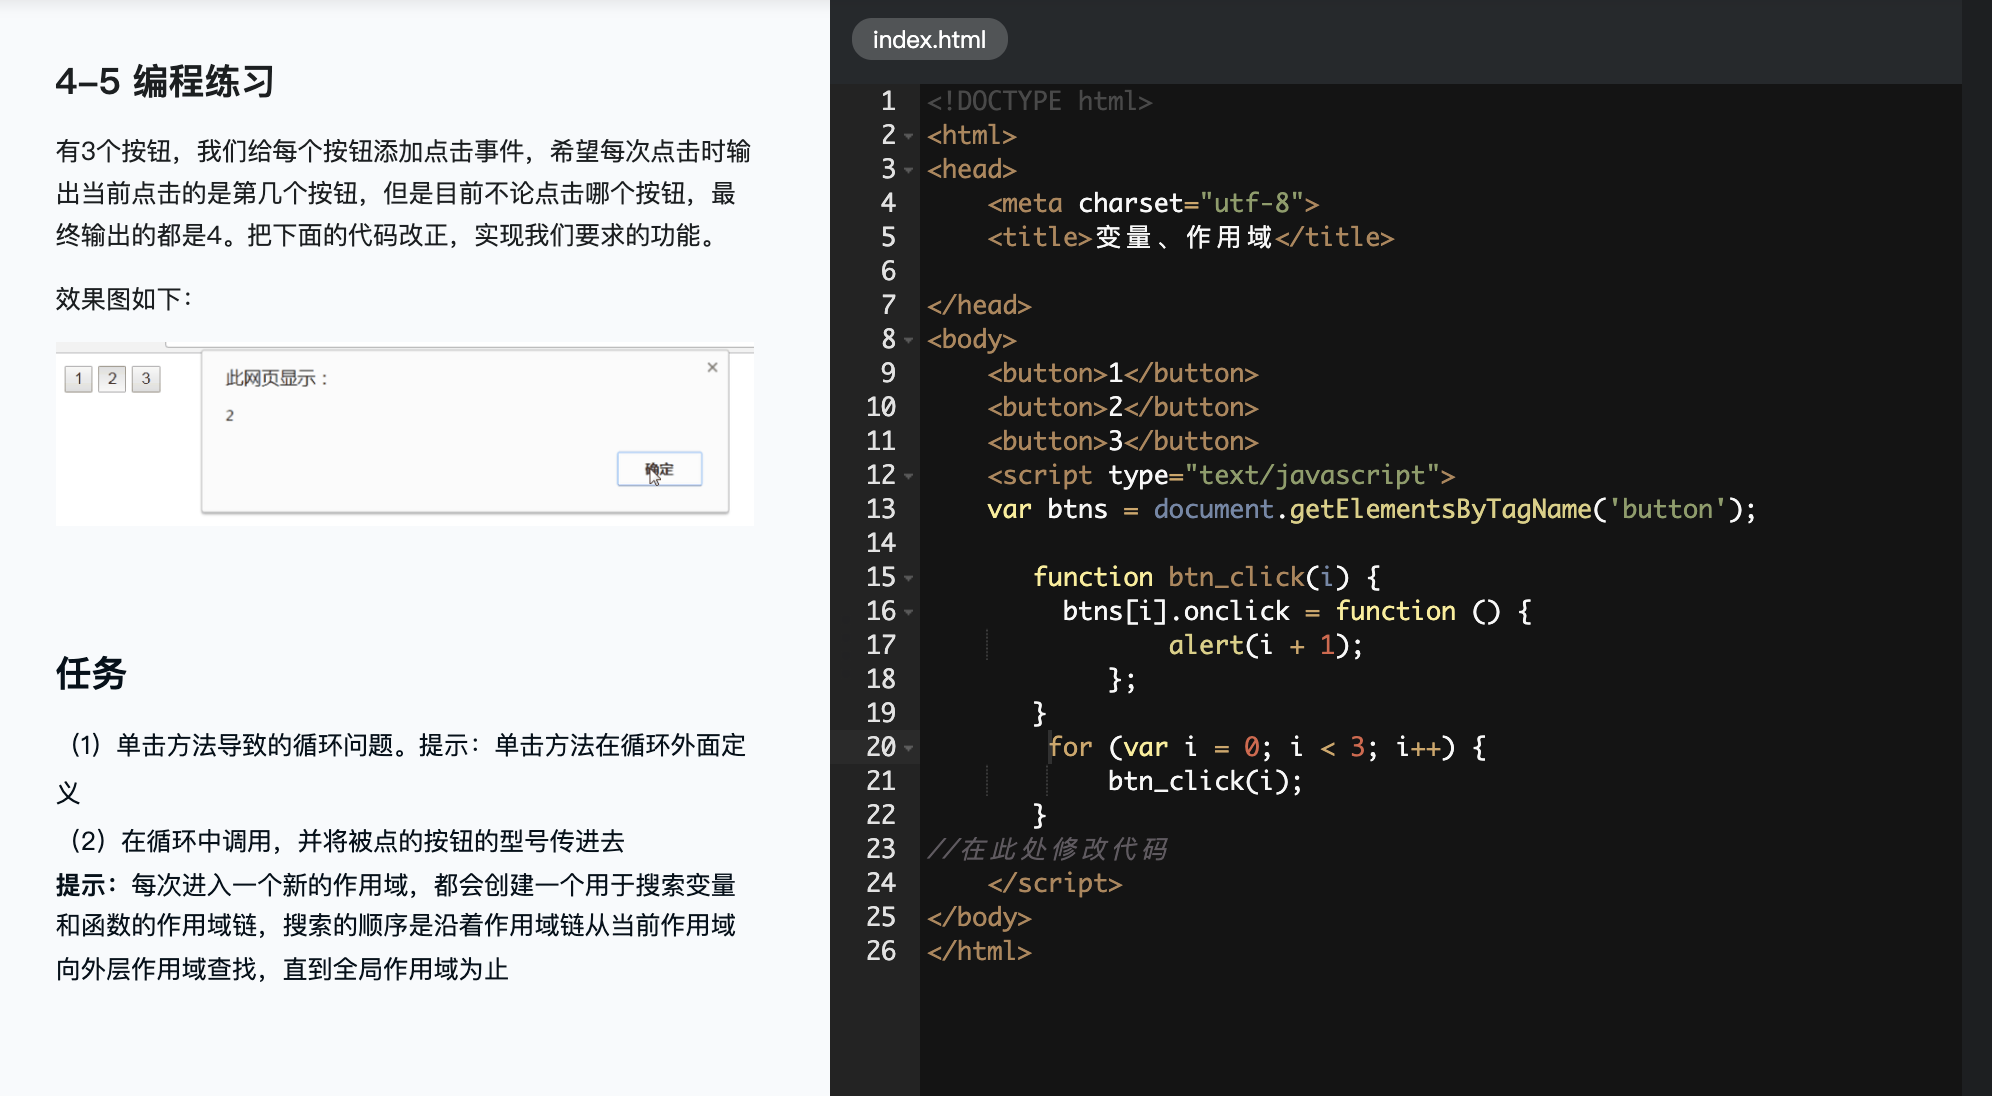 4-5 编程练习
有3个按钮，我们给每个按钮添加点击事件，希望每次点击时输
出当前点击的是第几个按钮，但是目前不论点击哪个按钮，最
终输出的都是4。把下面的代码改正，实现我们要求的功能。
效果图如下：
1 2 3
此网页显示：
×
2
确定
任务
（1）单击方法导致的循环问题。提示：单击方法在循环外面定
义
（2）在循环中调用，并将被点的按钮的型号传进去
提示：每次进入一个新的作用域，都会创建一个用于搜索变量
和函数的作用域链，搜索的顺序是沿着作用域链从当前作用域
向外层作用域查找，直到全局作用域为止
index.html
1 <!DOCTYPE html>
2 <html>
3 <head>
4 <meta charset="utf-8">
5 <title>变量、作用域</title>
6
7 </head>
8 <body>
9 <button>1</button>
10 <button>2</button>
11 <button>3</button>
12 <script type="text/javascript">
13 var btns = document.getElementsByTagName('button');
14
15 function btn_click(i) {
16 btns[i].onclick = function () {
17 alert(i + 1);
18 };
19 }
20 for (var i = 0; i < 3; i++) {
21 btn_click(i);
22 }
23 //在此处修改代码
24 </script>
25 </body>
26 </html>